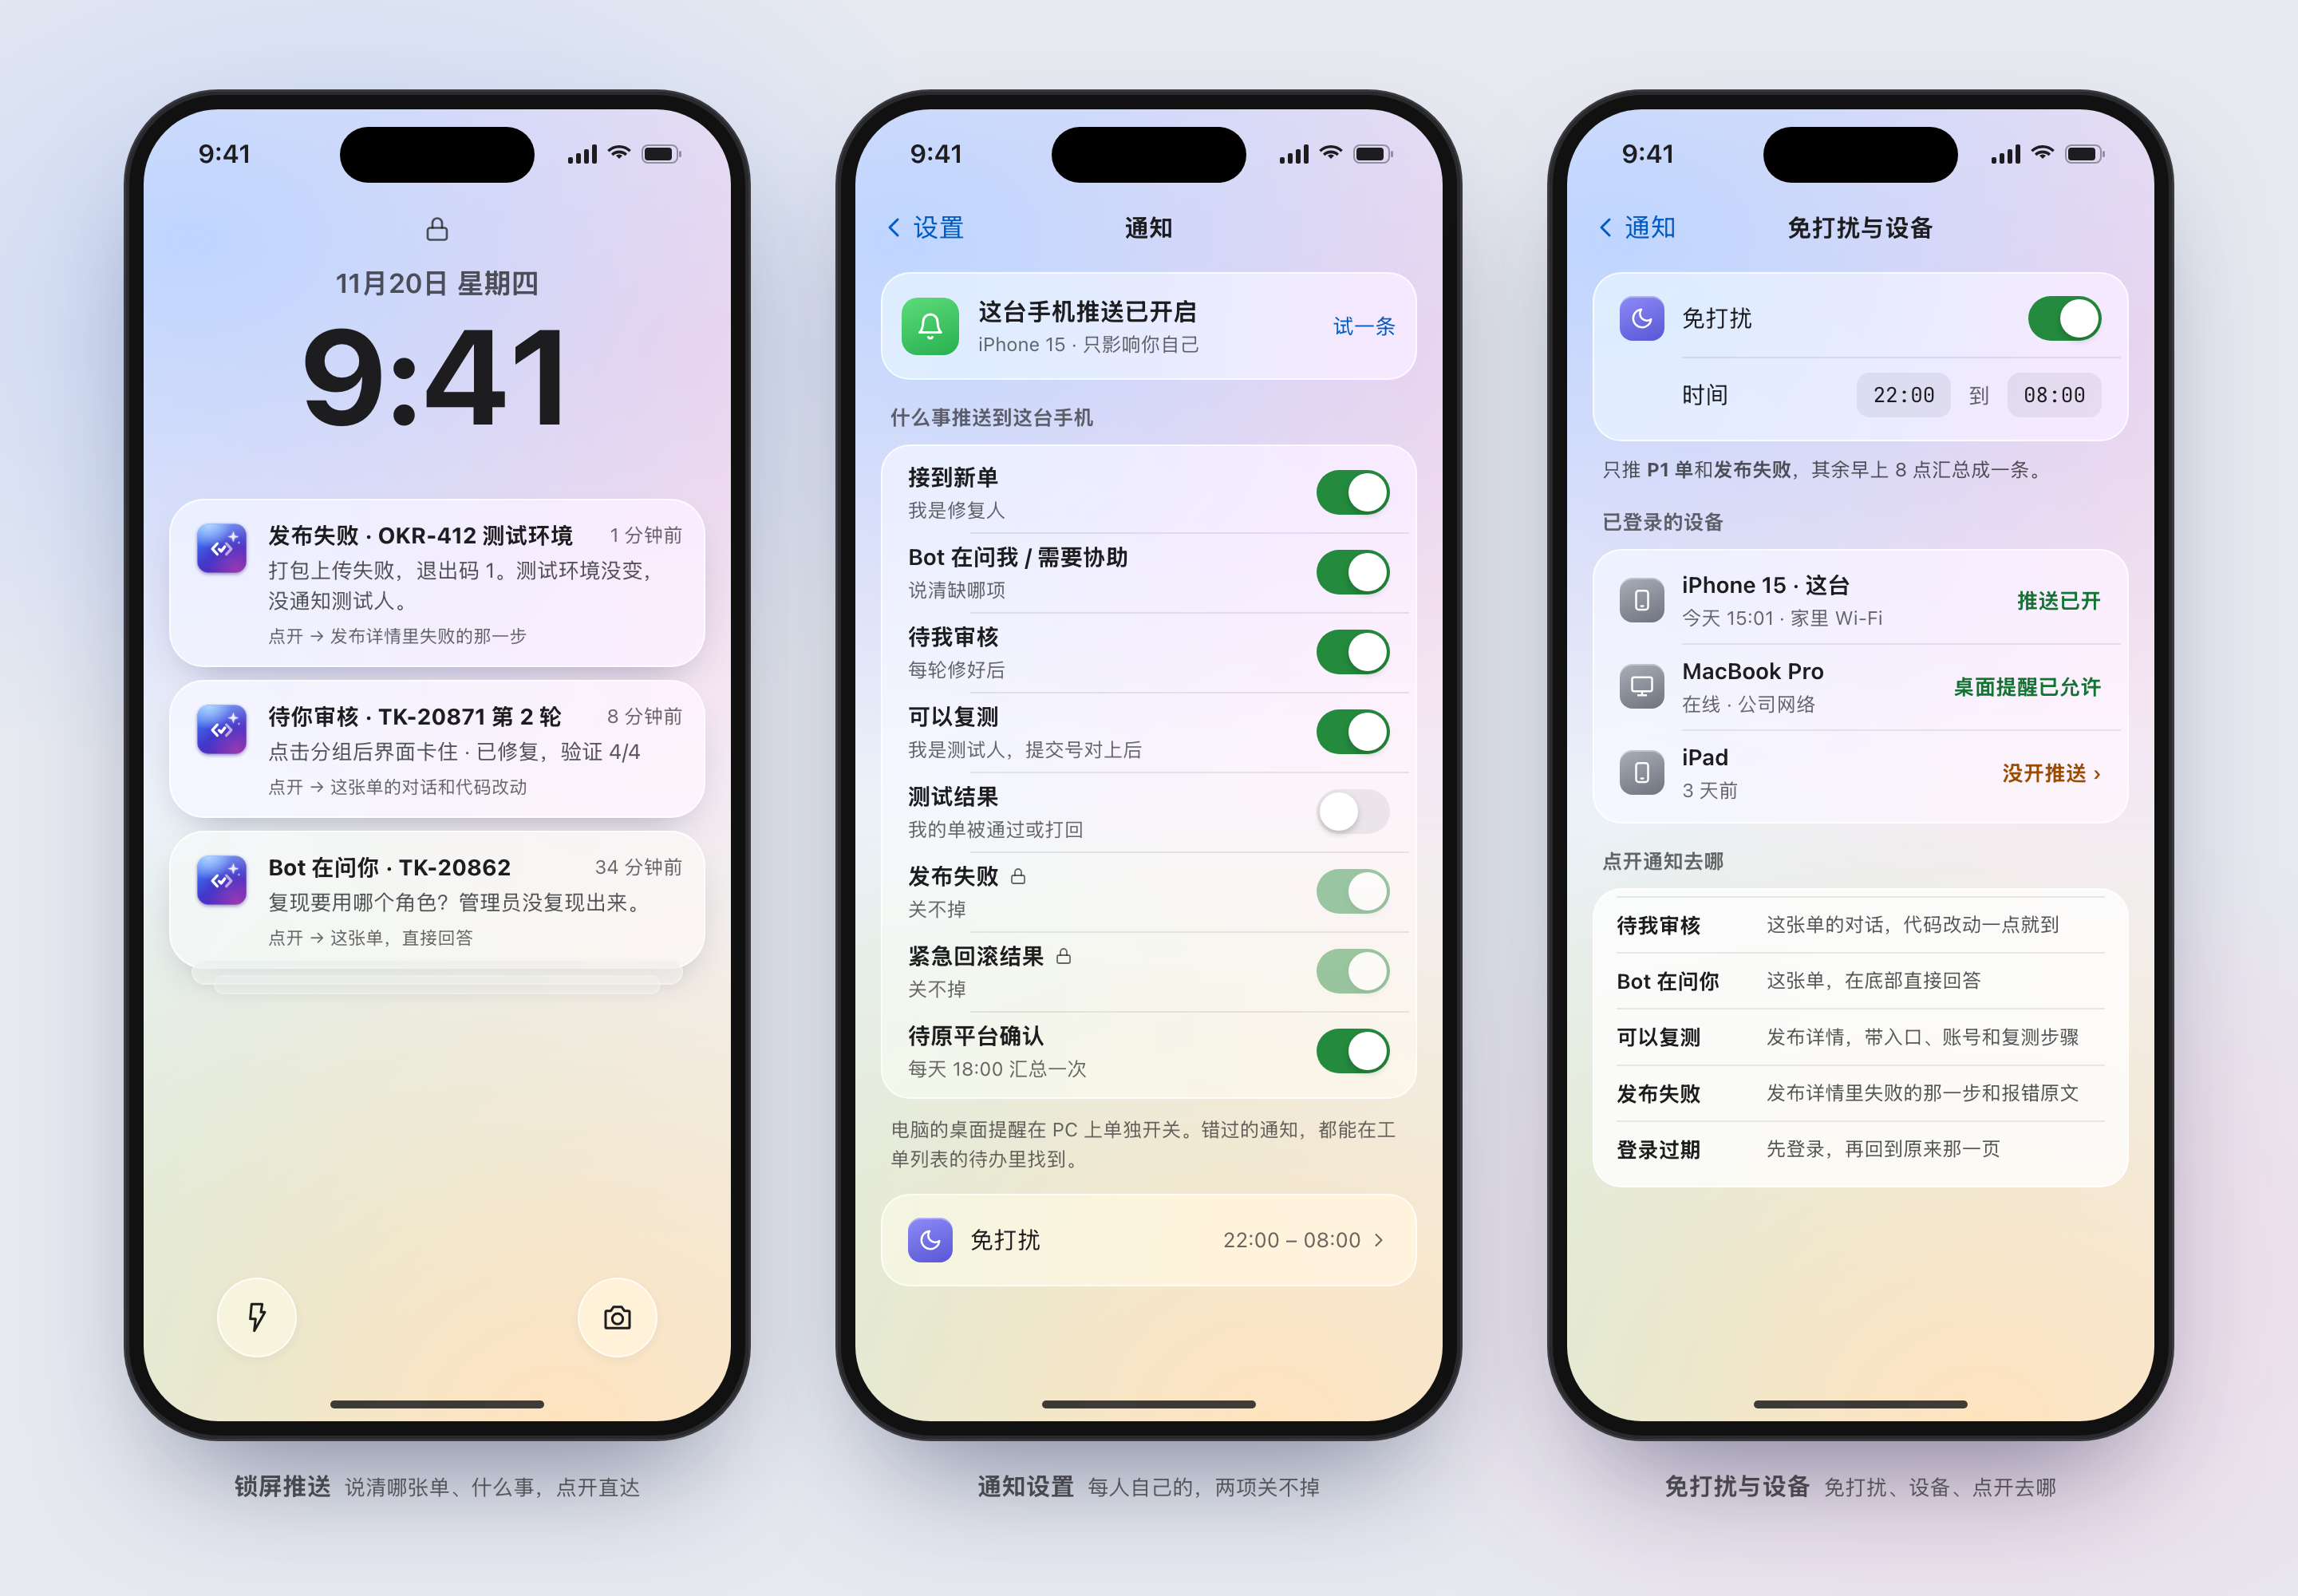 9:41
11月20日 星期四
9:41
发布失败 · OKR-412 测试环境
1 分钟前
打包上传失败，退出码 1。测试环境没变，
没通知测试人。
点开 → 发布详情里失败的那一步
待你审核 · TK-20871 第 2 轮
8 分钟前
点击分组后界面卡住 · 已修复，验证 4/4
点开 → 这张单的对话和代码改动
Bot 在问你 · TK-20862
34 分钟前
复现要用哪个角色？管理员没复现出来。
点开 → 这张单，直接回答
锁屏推送 说清哪张单、什么事，点开直达
9:41
设置
通知
这台手机推送已开启
iPhone 15 · 只影响你自己
试一条
什么事推送到这台手机
接到新单
我是修复人
Bot 在问我 / 需要协助
说清缺哪项
待我审核
每轮修好后
可以复测
我是测试人，提交号对上后
测试结果
我的单被通过或打回
发布失败
关不掉
紧急回滚结果
关不掉
待原平台确认
每天 18:00 汇总一次
电脑的桌面提醒在 PC 上单独开关。错过的通知，都能在工
单列表的待办里找到。
免打扰
22:00 – 08:00
通知设置 每人自己的，两项关不掉
9:41
通知
免打扰与设备
免打扰
时间
22:00 到 08:00
只推 P1 单和发布失败，其余早上 8 点汇总成一条。
已登录的设备
iPhone 15 · 这台
今天 15:01 · 家里 Wi-Fi
推送已开
MacBook Pro
在线 · 公司网络
桌面提醒已允许
iPad
3 天前
没开推送 ›
点开通知去哪
待我审核 这张单的对话，代码改动一点就到
Bot 在问你 这张单，在底部直接回答
可以复测 发布详情，带入口、账号和复测步骤
发布失败 发布详情里失败的那一步和报错原文
登录过期 先登录，再回到原来那一页
免打扰与设备 免打扰、设备、点开去哪